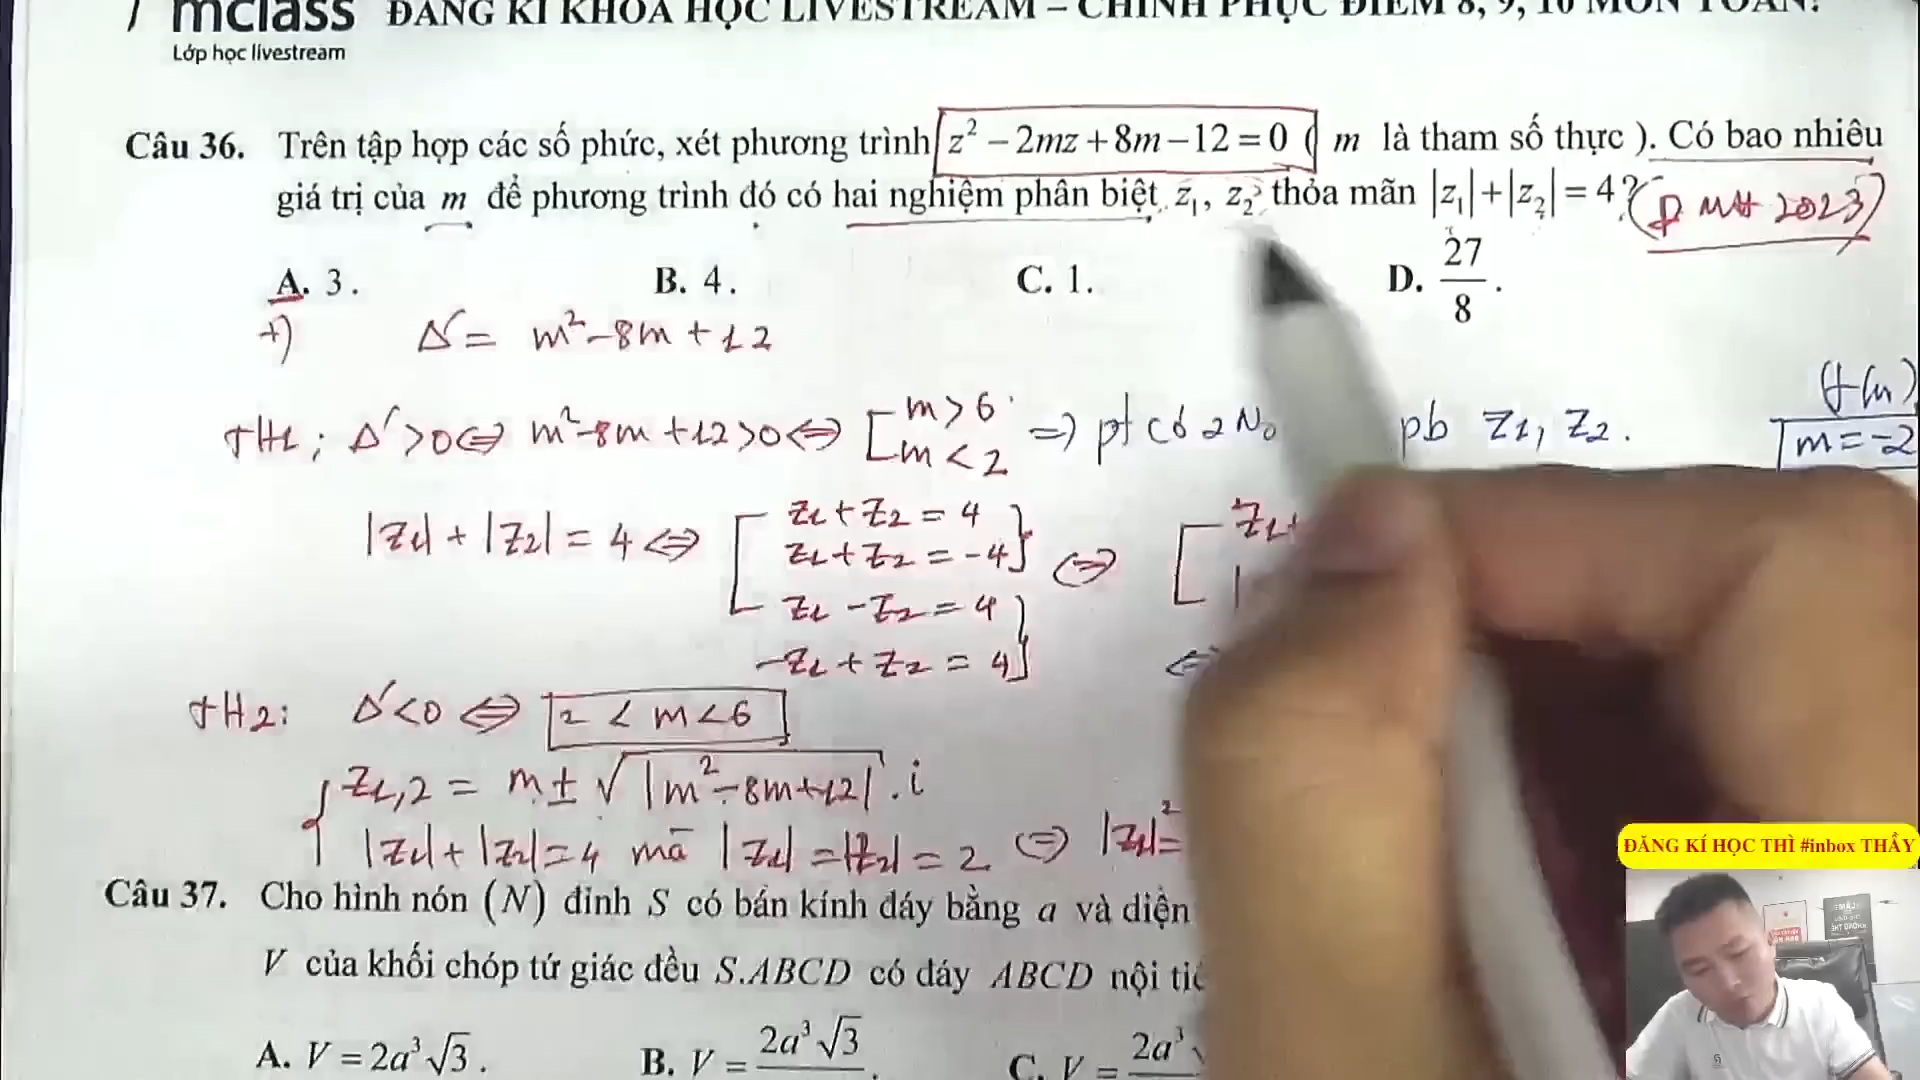 mclass ĐĂNG KÍ KHÓA HỌC LIVESTREAM – CHINH PHỤC ĐIỂM 8, 9, 10 MÔN TOÁN!
Lớp học livestream
Câu 36. Trên tập hợp các số phức, xét phương trình z² − 2mz + 8m − 12 = 0 ( m là tham số thực ). Có bao nhiêu
giá trị của m để phương trình đó có hai nghiệm phân biệt z₁, z₂ thỏa mãn |z₁| + |z₂| = 4? MH 2023)
A. 3. B. 4. C. 1. D. 27/8.
+) Δ' = m² − 8m + 12
TH1: Δ' > 0 ⇔ m² − 8m + 12 > 0 ⇔ [ m > 6 ⇒ pt có 2 No pb z1, z2. (t/m)
m < 2 m = −2
|z1| + |z2| = 4 ⇔ [ z1 + z2 = 4
z1 + z2 = −4 } ⇔ [ z1+
z1 − z2 = 4
−z1 + z2 = 4 } ⇔
TH2: Δ' < 0 ⇔ 2 < m < 6
{ z1,2 = m ± √|m² − 8m + 12| . i
|z1| + |z2| = 4 mà |z1| = |z2| = 2 ⇔ |z1|² =
Câu 37. Cho hình nón (N) đỉnh S có bán kính đáy bằng a và diện
V của khối chóp tứ giác đều S.ABCD có đáy ABCD nội
A. V = 2a³√3. B. V = 2a³√3 C. V = 2a³
ĐĂNG KÍ HỌC THÌ #inbox THẦY